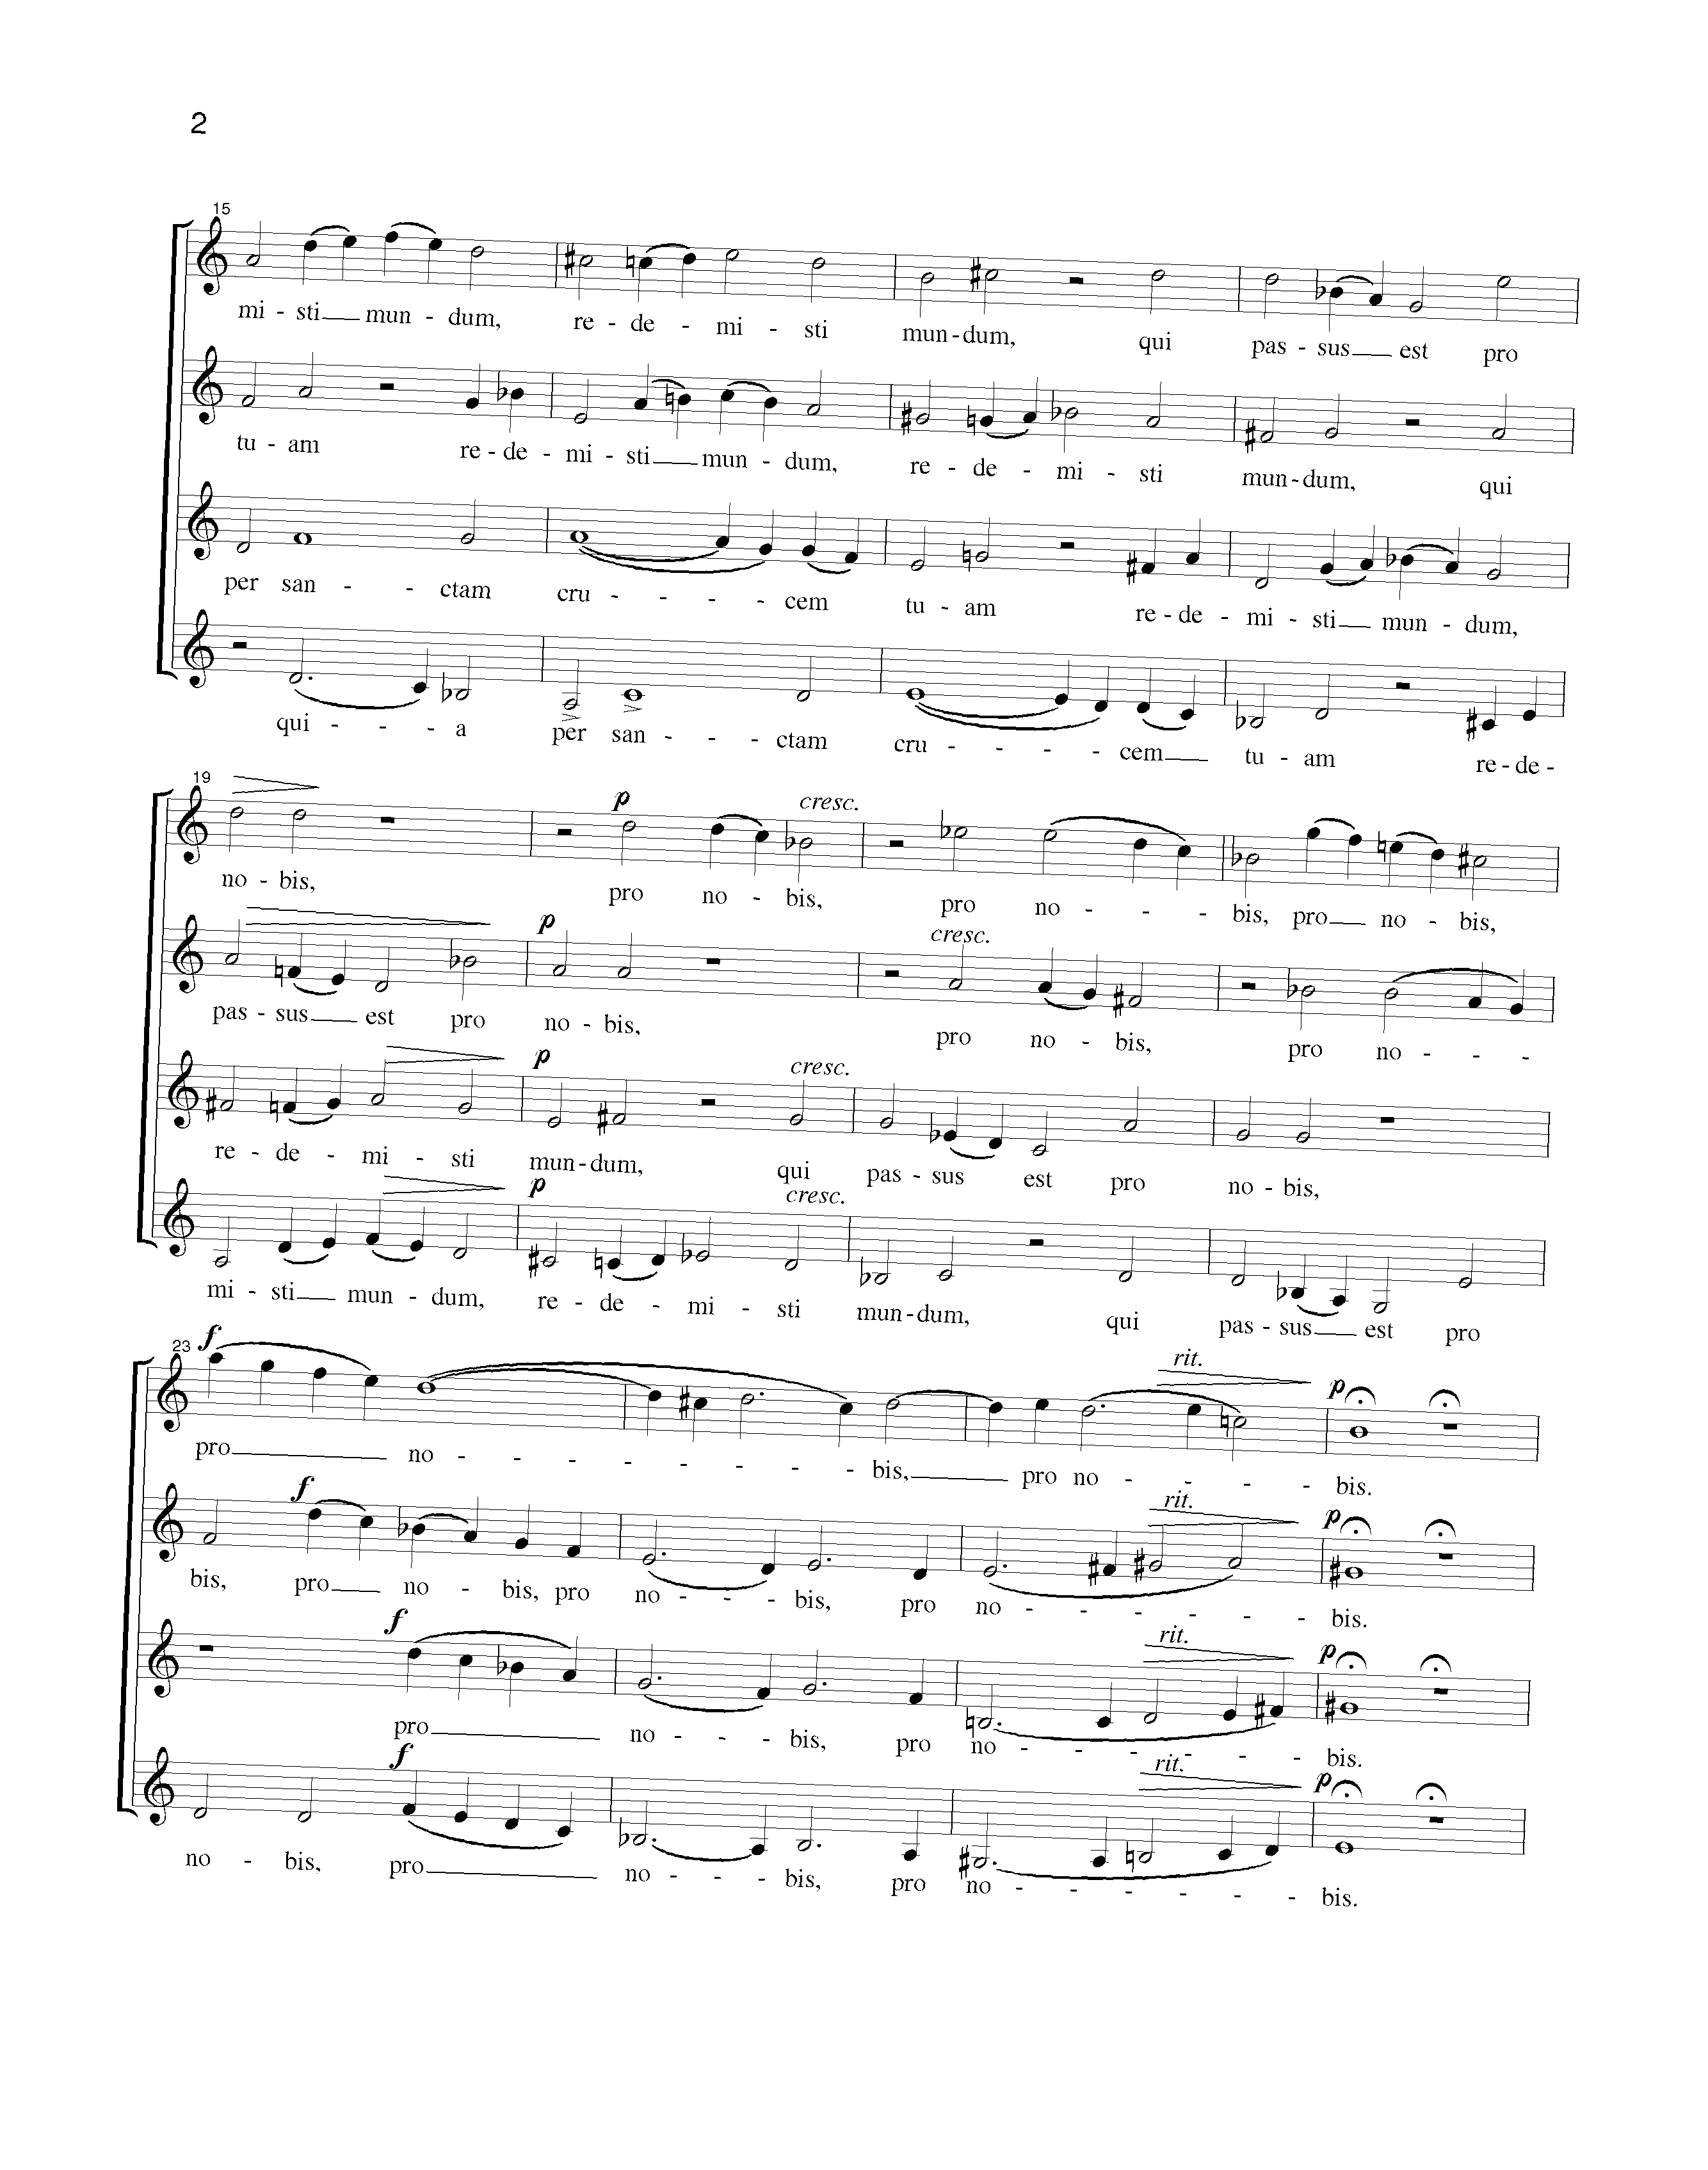 2
15
mi - sti mun - dum, re - de - mi - sti mun - dum, qui pas - sus est pro
tu - am re - de - mi - sti mun - dum, re - de - mi - sti mun - dum, qui
per san - - ctam cru - - - cem tu - am re - de - mi - sti mun - dum,
qui - - - a per san - - - ctam cru - - - - cem tu - am re - de -
19
p cresc.
no - bis, pro no - bis, pro no - - - bis, pro no - bis,
p cresc.
pas - sus est pro no - bis, pro no - bis, pro no - - -
p cresc.
re - de - mi - sti mun - dum, qui pas - sus est pro no - bis,
p cresc.
mi - sti mun - dum, re - de - mi - sti mun - dum, qui pas - sus est pro
23
f rit. p
pro no - - - - - - - - bis, pro no - - - - bis.
f rit. p
bis, pro no - bis, pro no - - - bis, pro no - - - - - - bis.
f rit. p
pro no - - - bis, pro no - - - - - - bis.
f rit. p
no - bis, pro no - - - bis, pro no - - - - - - bis.